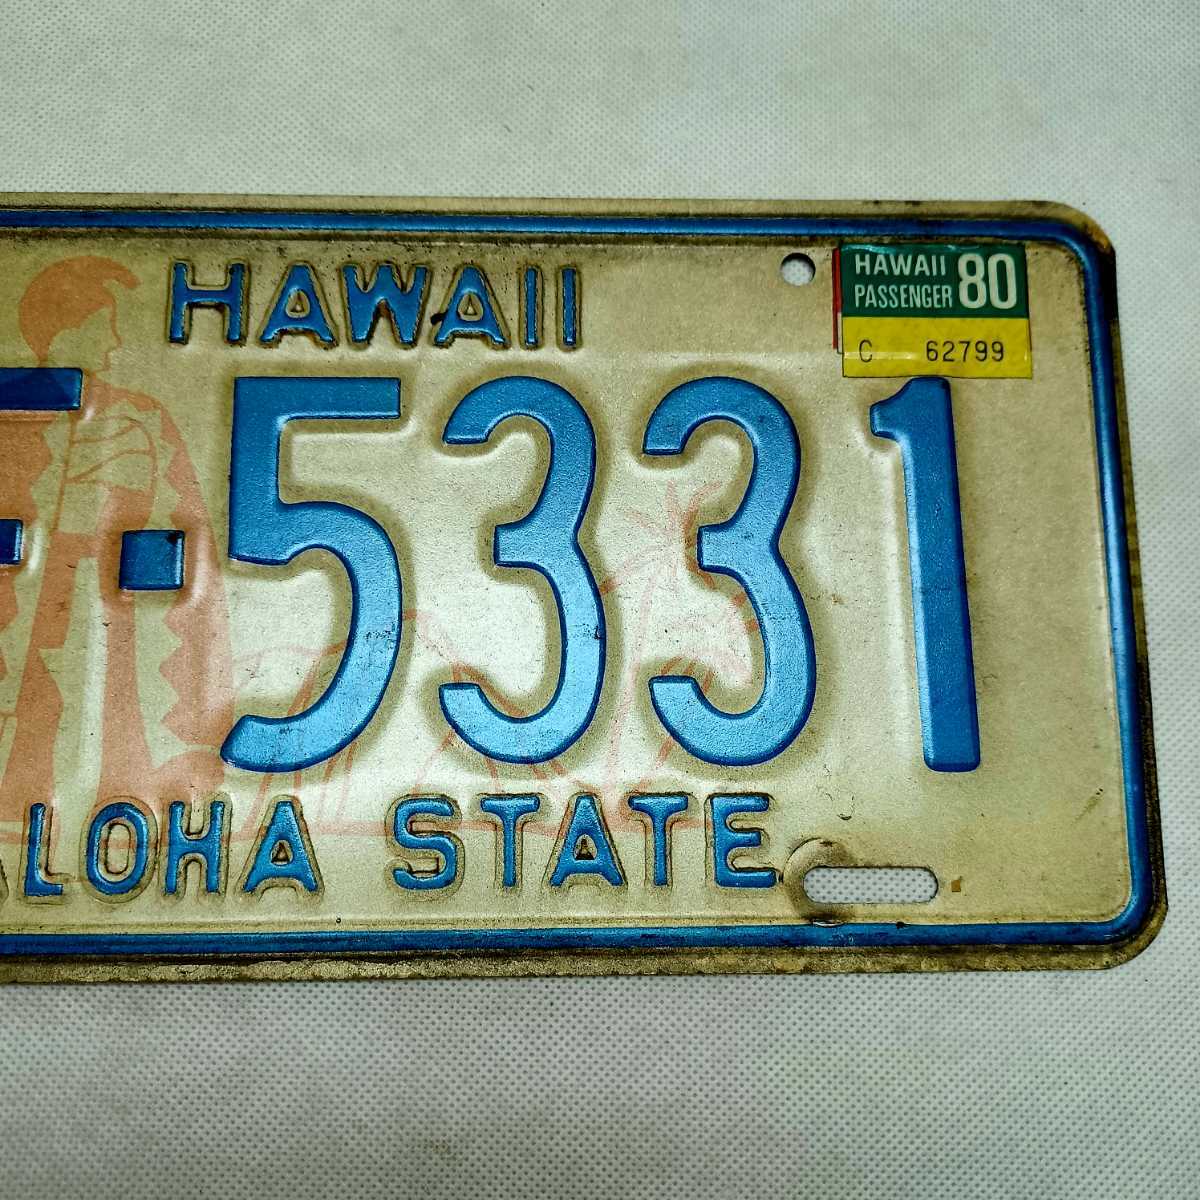 HAWAII
HAWAII 80
PASSENGER
C 62799
·5331
LOHA STATE